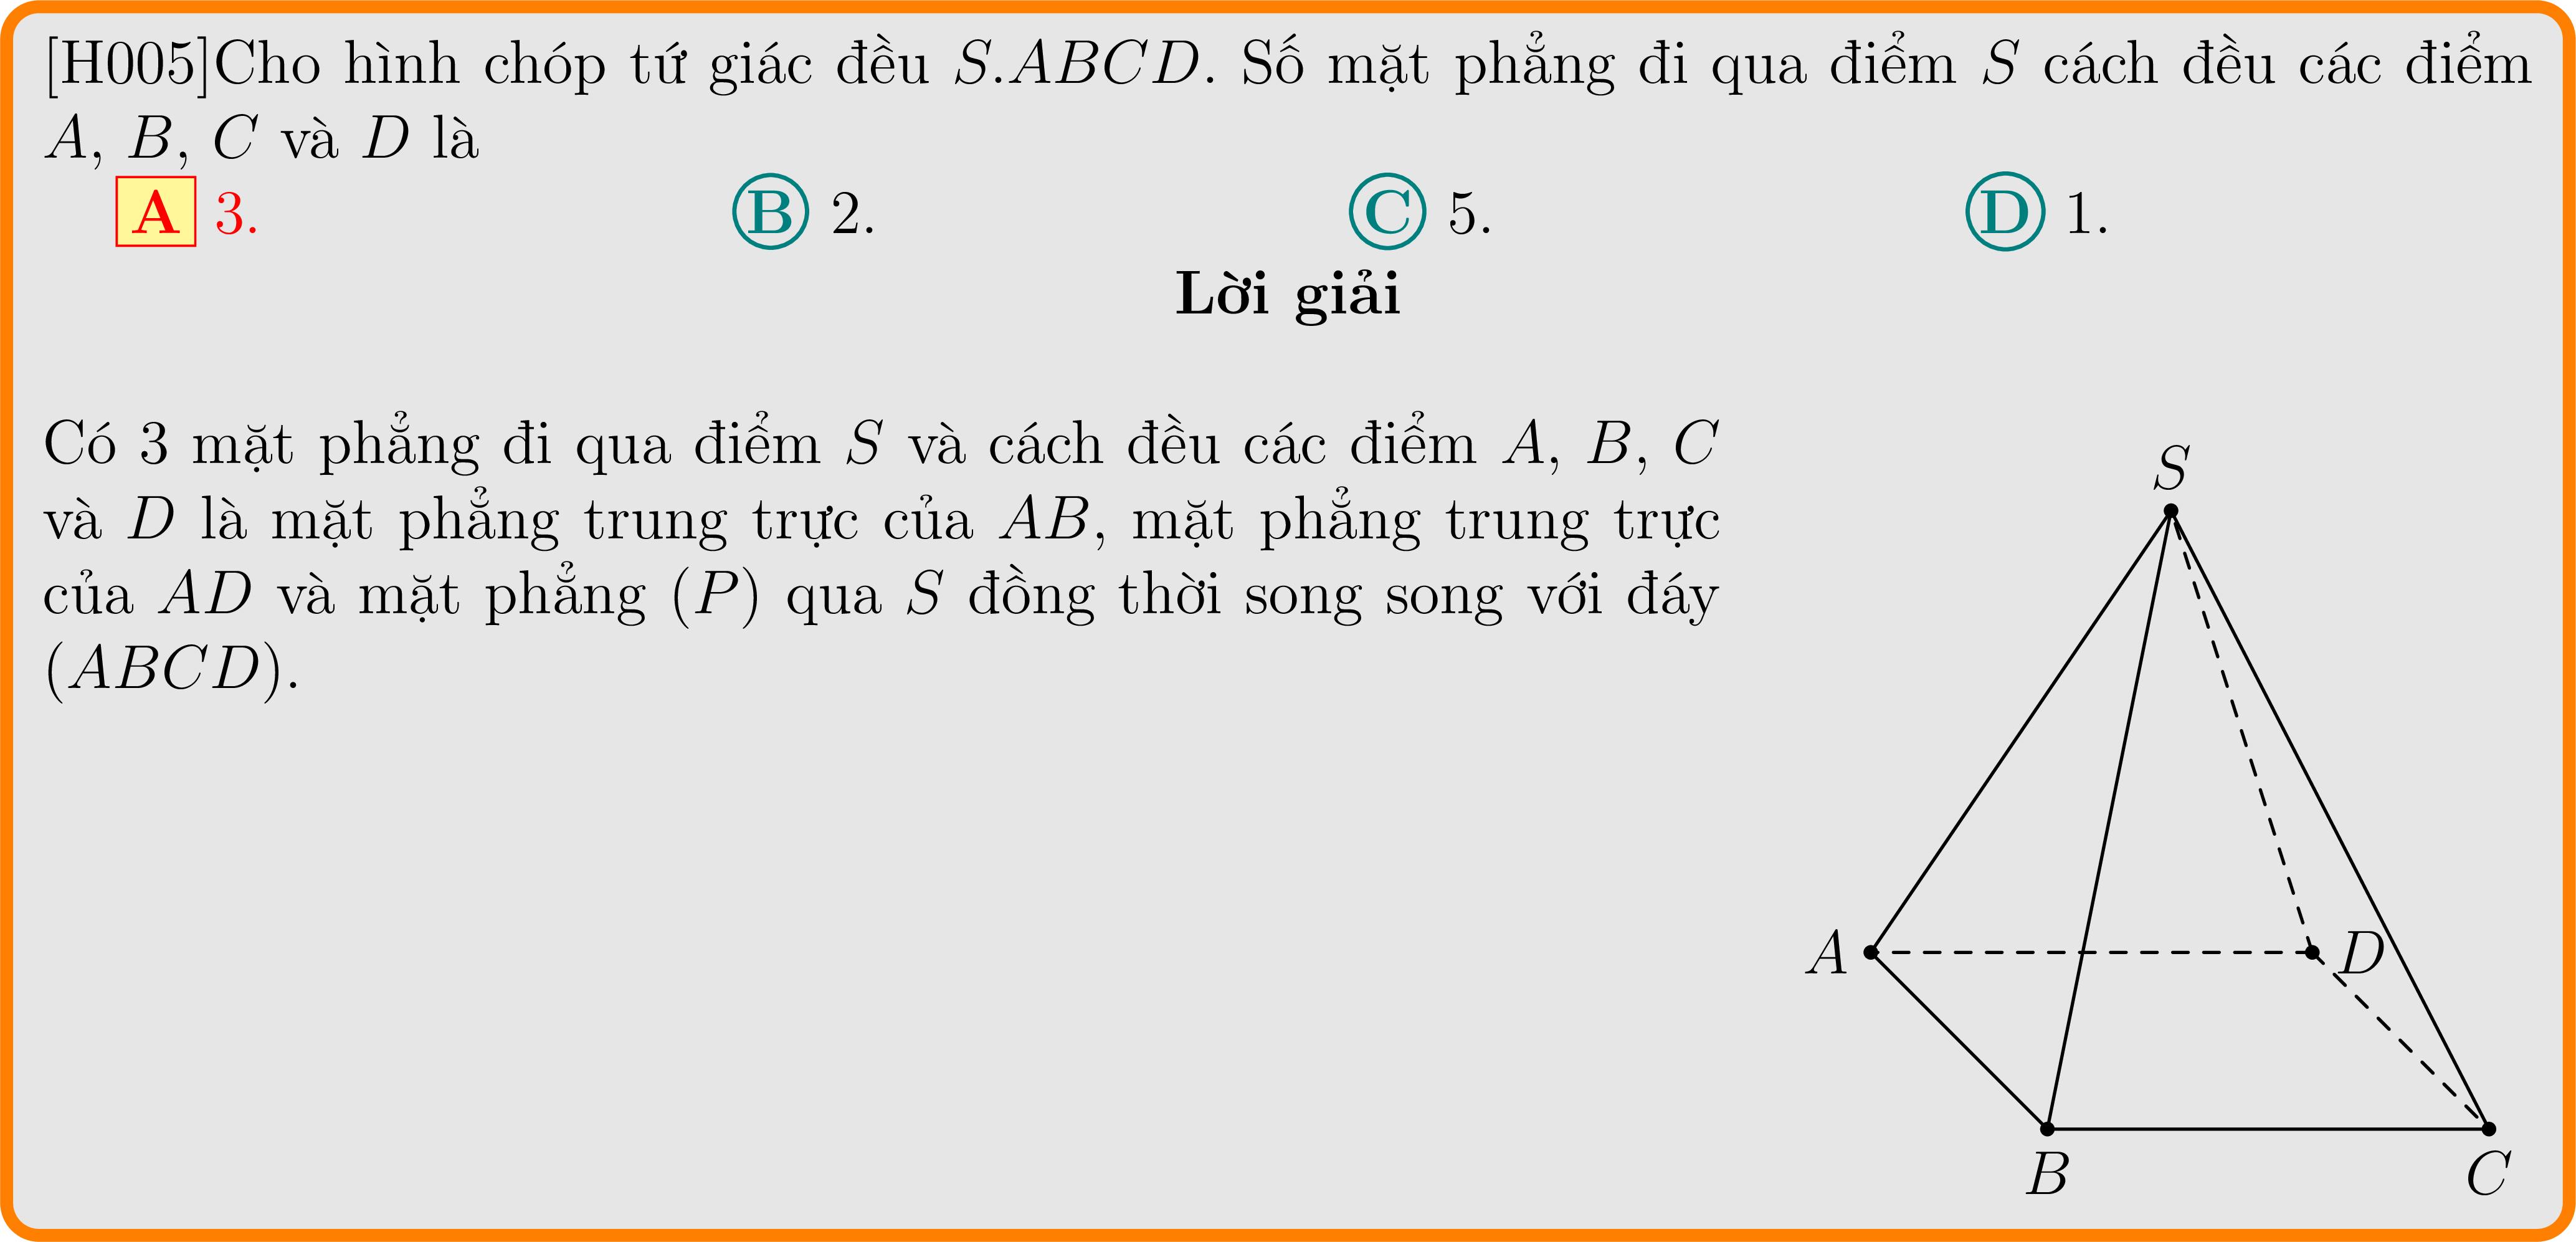 [H005]Cho hình chóp tứ giác đều S.ABCD. Số mặt phẳng đi qua điểm S cách đều các điểm
A, B, C và D là
A 3. B 2. C 5. D 1.
Lời giải
Có 3 mặt phẳng đi qua điểm S và cách đều các điểm A, B, C
và D là mặt phẳng trung trực của AB, mặt phẳng trung trực
của AD và mặt phẳng (P) qua S đồng thời song song với đáy
(ABCD).
S
A D
B C